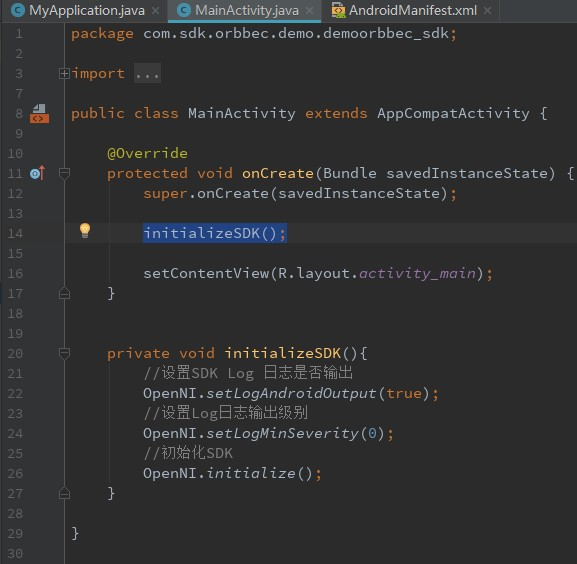 MyApplication.java × MainActivity.java × AndroidManifest.xml ×
1 package com.sdk.orbbec.demo.demoorbbec_sdk;
2
3 import ...
7
8 public class MainActivity extends AppCompatActivity {
9
10 @Override
11 protected void onCreate(Bundle savedInstanceState) {
12 super.onCreate(savedInstanceState);
13
14 initializeSDK();
15
16 setContentView(R.layout.activity_main);
17 }
18
19
20 private void initializeSDK(){
21 //设置SDK Log 日志是否输出
22 OpenNI.setLogAndroidOutput(true);
23 //设置Log日志输出级别
24 OpenNI.setLogMinSeverity(0);
25 //初始化SDK
26 OpenNI.initialize();
27 }
28
29 }
30